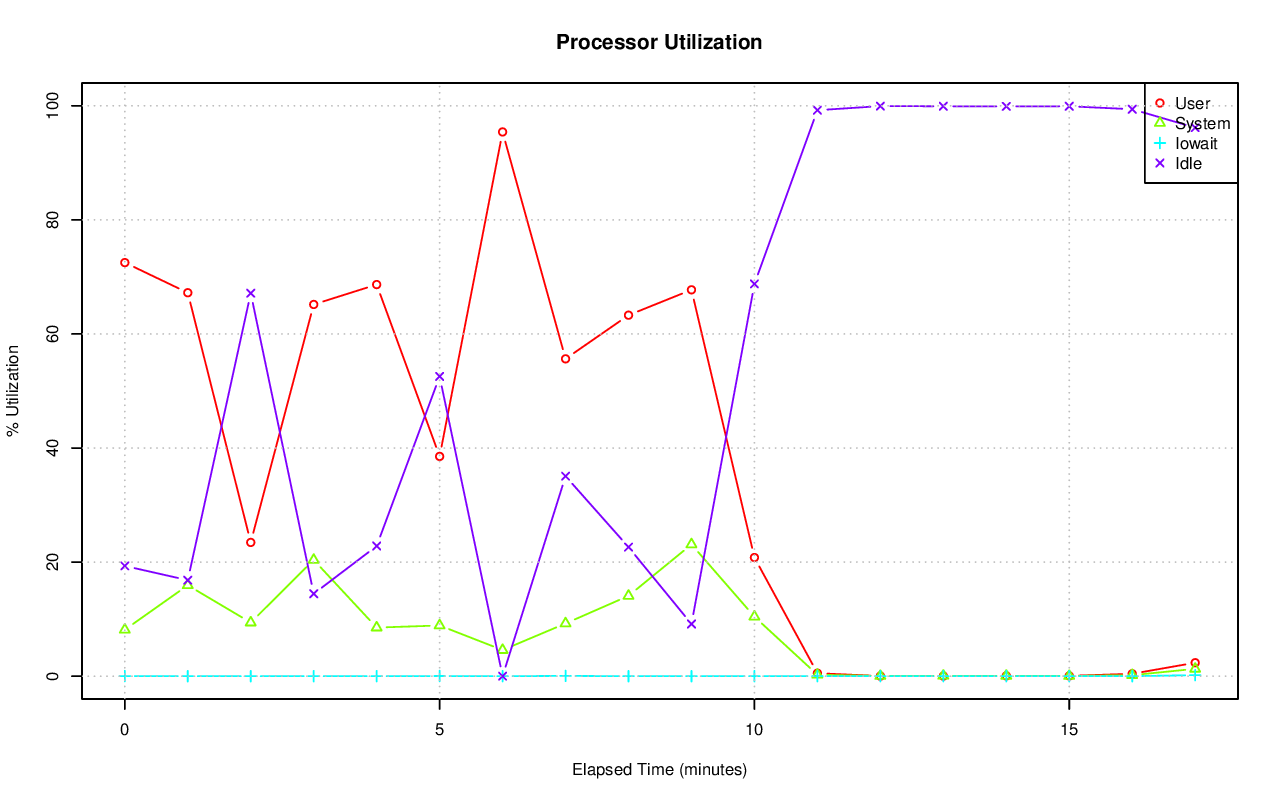 Processor Utilization
% Utilization
100
80
60
40
20
0
User
System
Iowait
Idle
0 5 10 15
Elapsed Time (minutes)